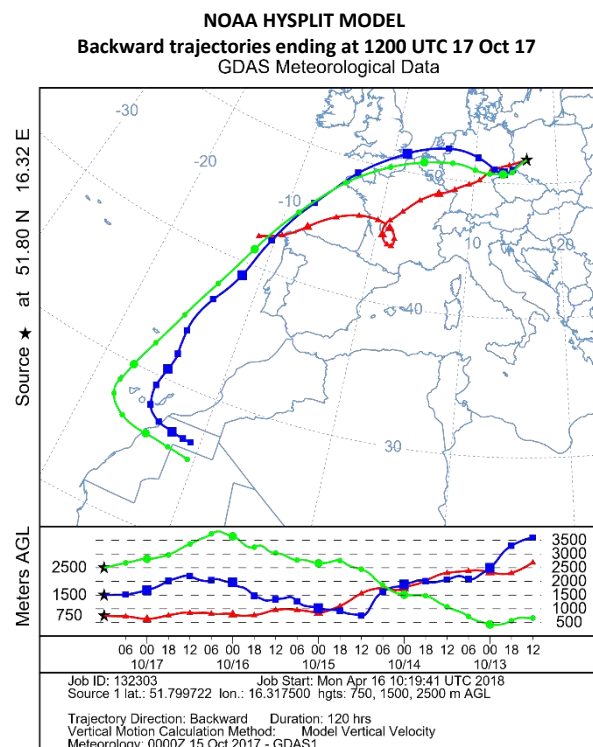 NOAA HYSPLIT MODEL
Backward trajectories ending at 1200 UTC 17 Oct 17
GDAS Meteorological Data
Source ★ at 51.80 N 16.32 E
-30
-20
-10
10
20
40
30
Meters AGL
2500
1500
750
3500
3000
2500
2000
1500
1000
500
06 00 18 12 06 00 18 12 06 00 18 12 06 00 18 12 06 00 18 12
10/17 10/16 10/15 10/14 10/13
Job ID: 132303 Job Start: Mon Apr 16 10:19:41 UTC 2018
Source 1 lat.: 51.799722 lon.: 16.317500 hgts: 750, 1500, 2500 m AGL
Trajectory Direction: Backward Duration: 120 hrs
Vertical Motion Calculation Method: Model Vertical Velocity
Meteorology: 0000Z 15 Oct 2017 - GDAS1